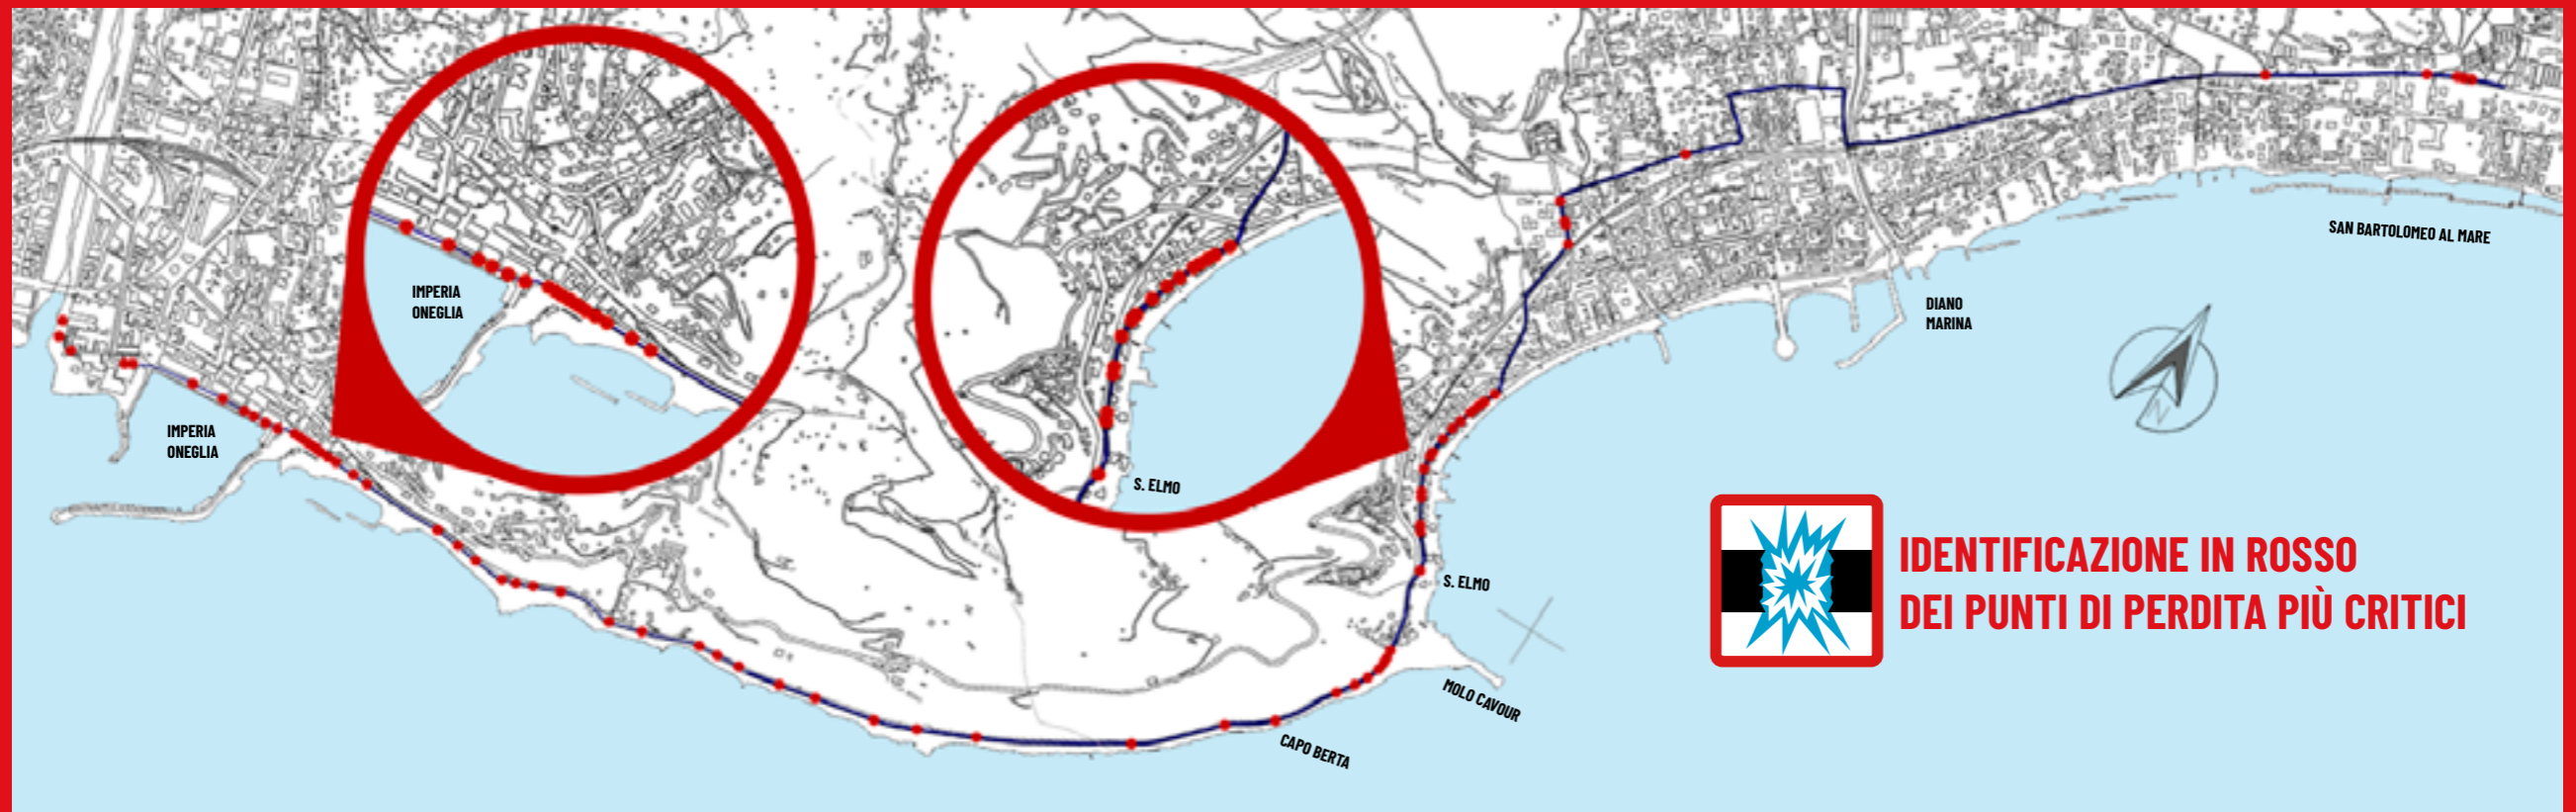 IMPERIA
ONEGLIA
IMPERIA
ONEGLIA
S. ELMO
S. ELMO
MOLO CAVOUR
CAPO BERTA
DIANO
MARINA
SAN BARTOLOMEO AL MARE
N
IDENTIFICAZIONE IN ROSSO
DEI PUNTI DI PERDITA PIÙ CRITICI